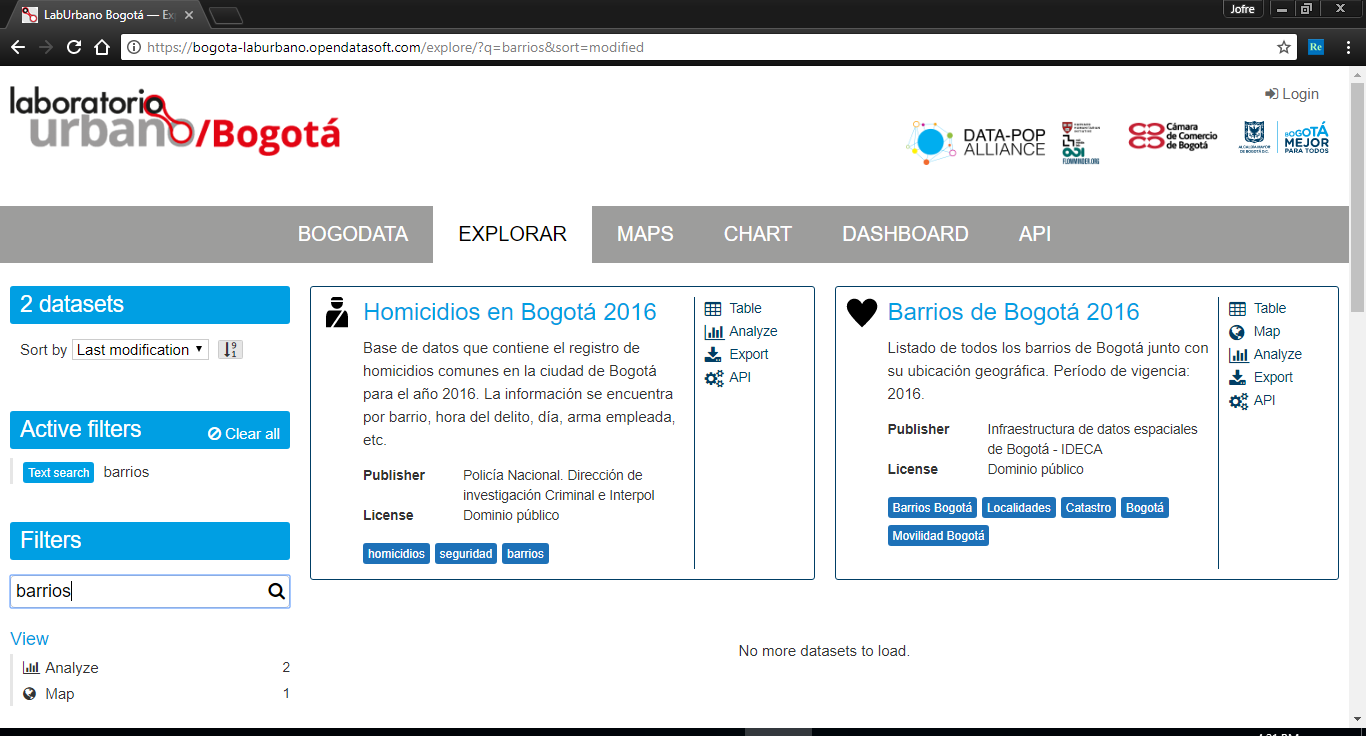 LabUrbano Bogotá — Ex
Jofre
https://bogota-laburbano.opendatasoft.com/explore/?q=barrios&sort=modified
Re
Login
laboratorio
urbano/Bogotá
DATA-POP
ALLIANCE
FLOWMINDER.ORG
Cámara
de Comercio
de Bogotá
ALCALDÍA MAYOR
DE BOGOTÁ D.C.
BOGOTÁ
MEJOR
PARA TODOS
BOGODATA
EXPLORAR
MAPS
CHART
DASHBOARD
API
2 datasets
Sort by Last modification
Active filters
Clear all
Text search barrios
Filters
barrios
View
Analyze 2
Map 1
Homicidios en Bogotá 2016
Base de datos que contiene el registro de
homicidios comunes en la ciudad de Bogotá
para el año 2016. La información se encuentra
por barrio, hora del delito, día, arma empleada,
etc.
Publisher Policía Nacional. Dirección de
investigación Criminal e Interpol
License Dominio público
homicidios seguridad barrios
Table
Analyze
Export
API
Barrios de Bogotá 2016
Listado de todos los barrios de Bogotá junto con
su ubicación geográfica. Período de vigencia:
2016.
Publisher Infraestructura de datos espaciales
de Bogotá - IDECA
License Dominio público
Barrios Bogotá Localidades Catastro Bogotá
Movilidad Bogotá
Table
Map
Analyze
Export
API
No more datasets to load.